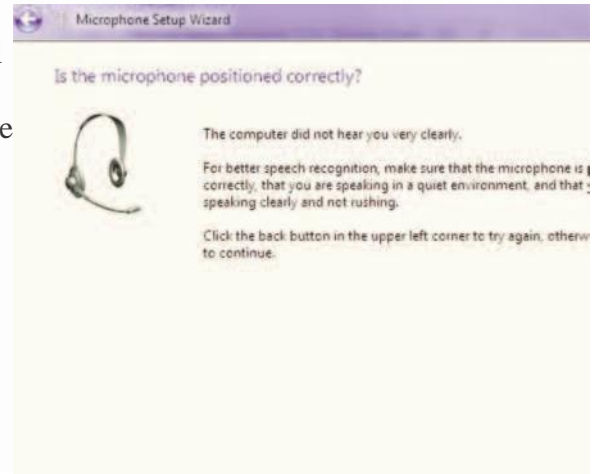 Microphone Setup Wizard
Is the microphone positioned correctly?
e
The computer did not hear you very clearly.
For better speech recognition, make sure that the microphone is
correctly, that you are speaking in a quiet environment, and that
speaking clearly and not rushing.
Click the back button in the upper left corner to try again,
to continue.